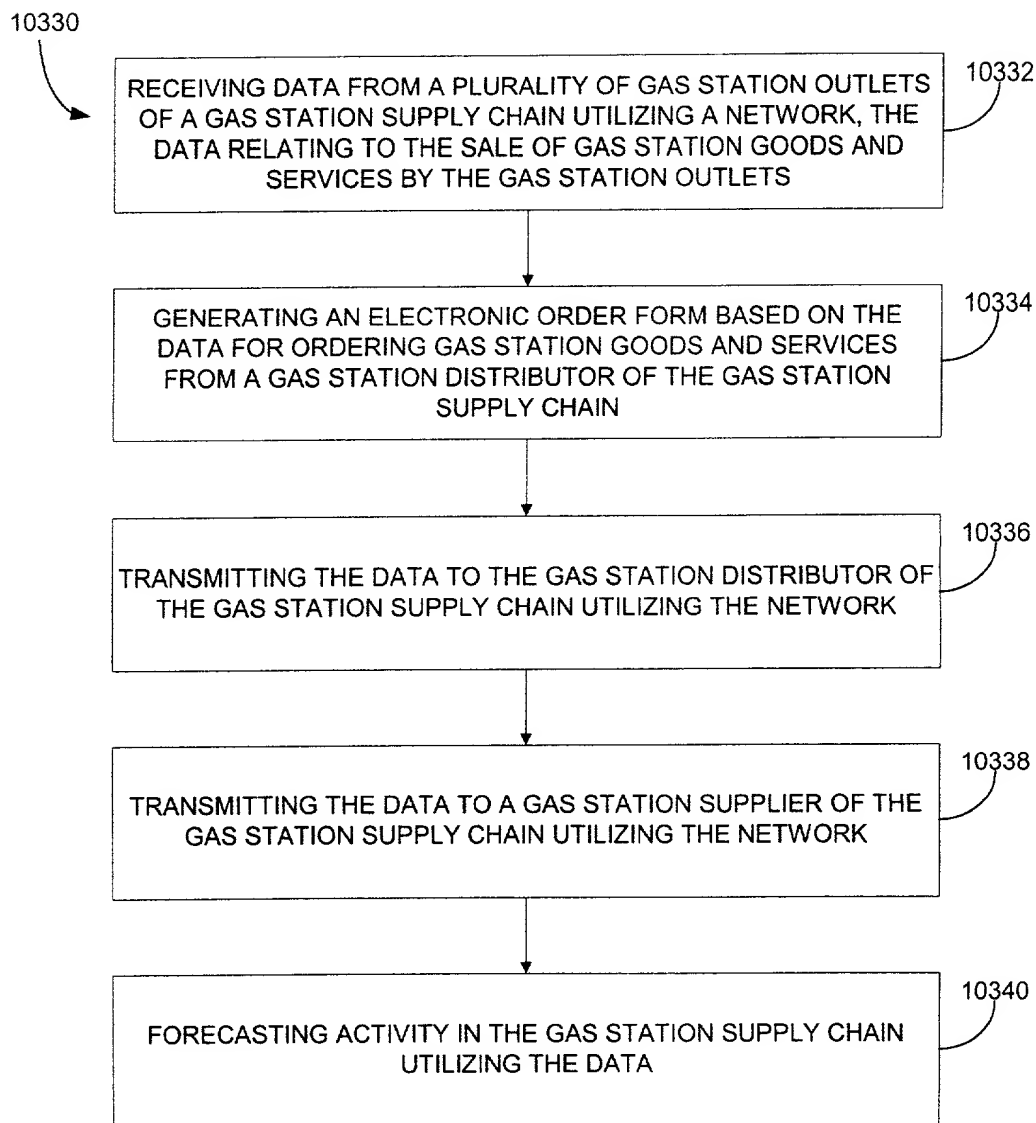 10330
RECEIVING DATA FROM A PLURALITY OF GAS STATION OUTLETS
OF A GAS STATION SUPPLY CHAIN UTILIZING A NETWORK, THE
DATA RELATING TO THE SALE OF GAS STATION GOODS AND
SERVICES BY THE GAS STATION OUTLETS
10332
GENERATING AN ELECTRONIC ORDER FORM BASED ON THE
DATA FOR ORDERING GAS STATION GOODS AND SERVICES
FROM A GAS STATION DISTRIBUTOR OF THE GAS STATION
SUPPLY CHAIN
10334
TRANSMITTING THE DATA TO THE GAS STATION DISTRIBUTOR OF
THE GAS STATION SUPPLY CHAIN UTILIZING THE NETWORK
10336
TRANSMITTING THE DATA TO A GAS STATION SUPPLIER OF THE
GAS STATION SUPPLY CHAIN UTILIZING THE NETWORK
10338
FORECASTING ACTIVITY IN THE GAS STATION SUPPLY CHAIN
UTILIZING THE DATA
10340